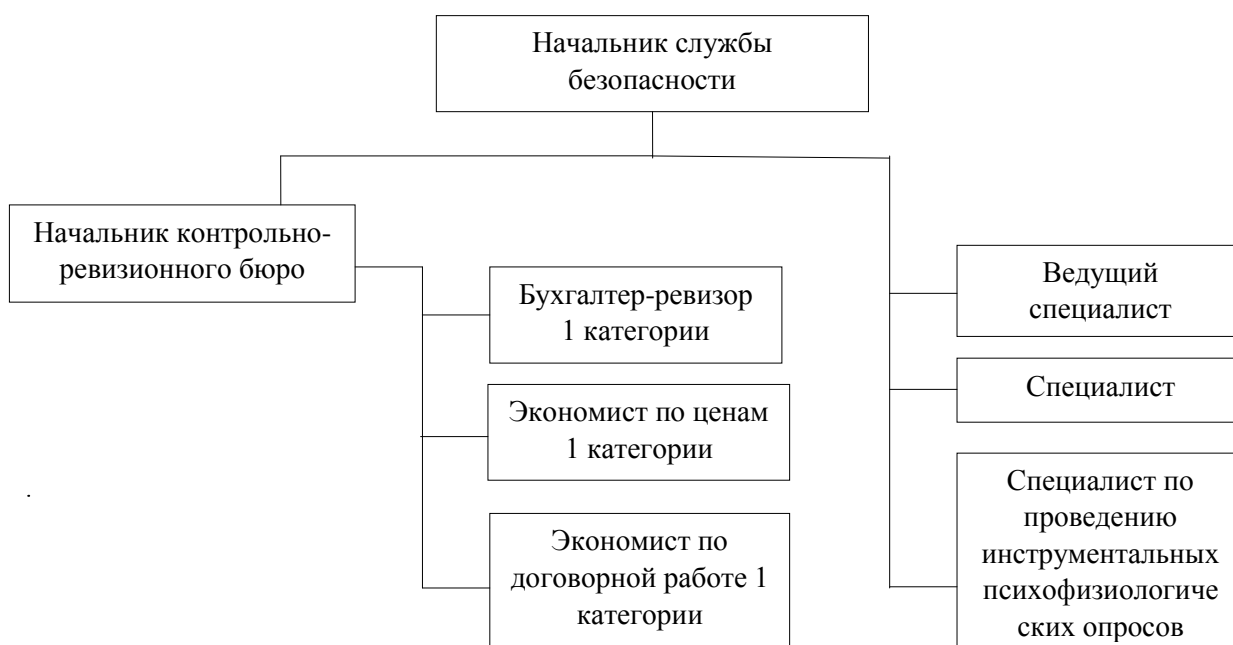 Начальник службы
безопасности
Начальник контрольно-
ревизионного бюро
Бухгалтер-ревизор
1 категории
Экономист по ценам
1 категории
Экономист по
договорной работе 1
категории
Ведущий
специалист
Специалист
Специалист по
проведению
инструментальных
психофизиологиче
ских опросов